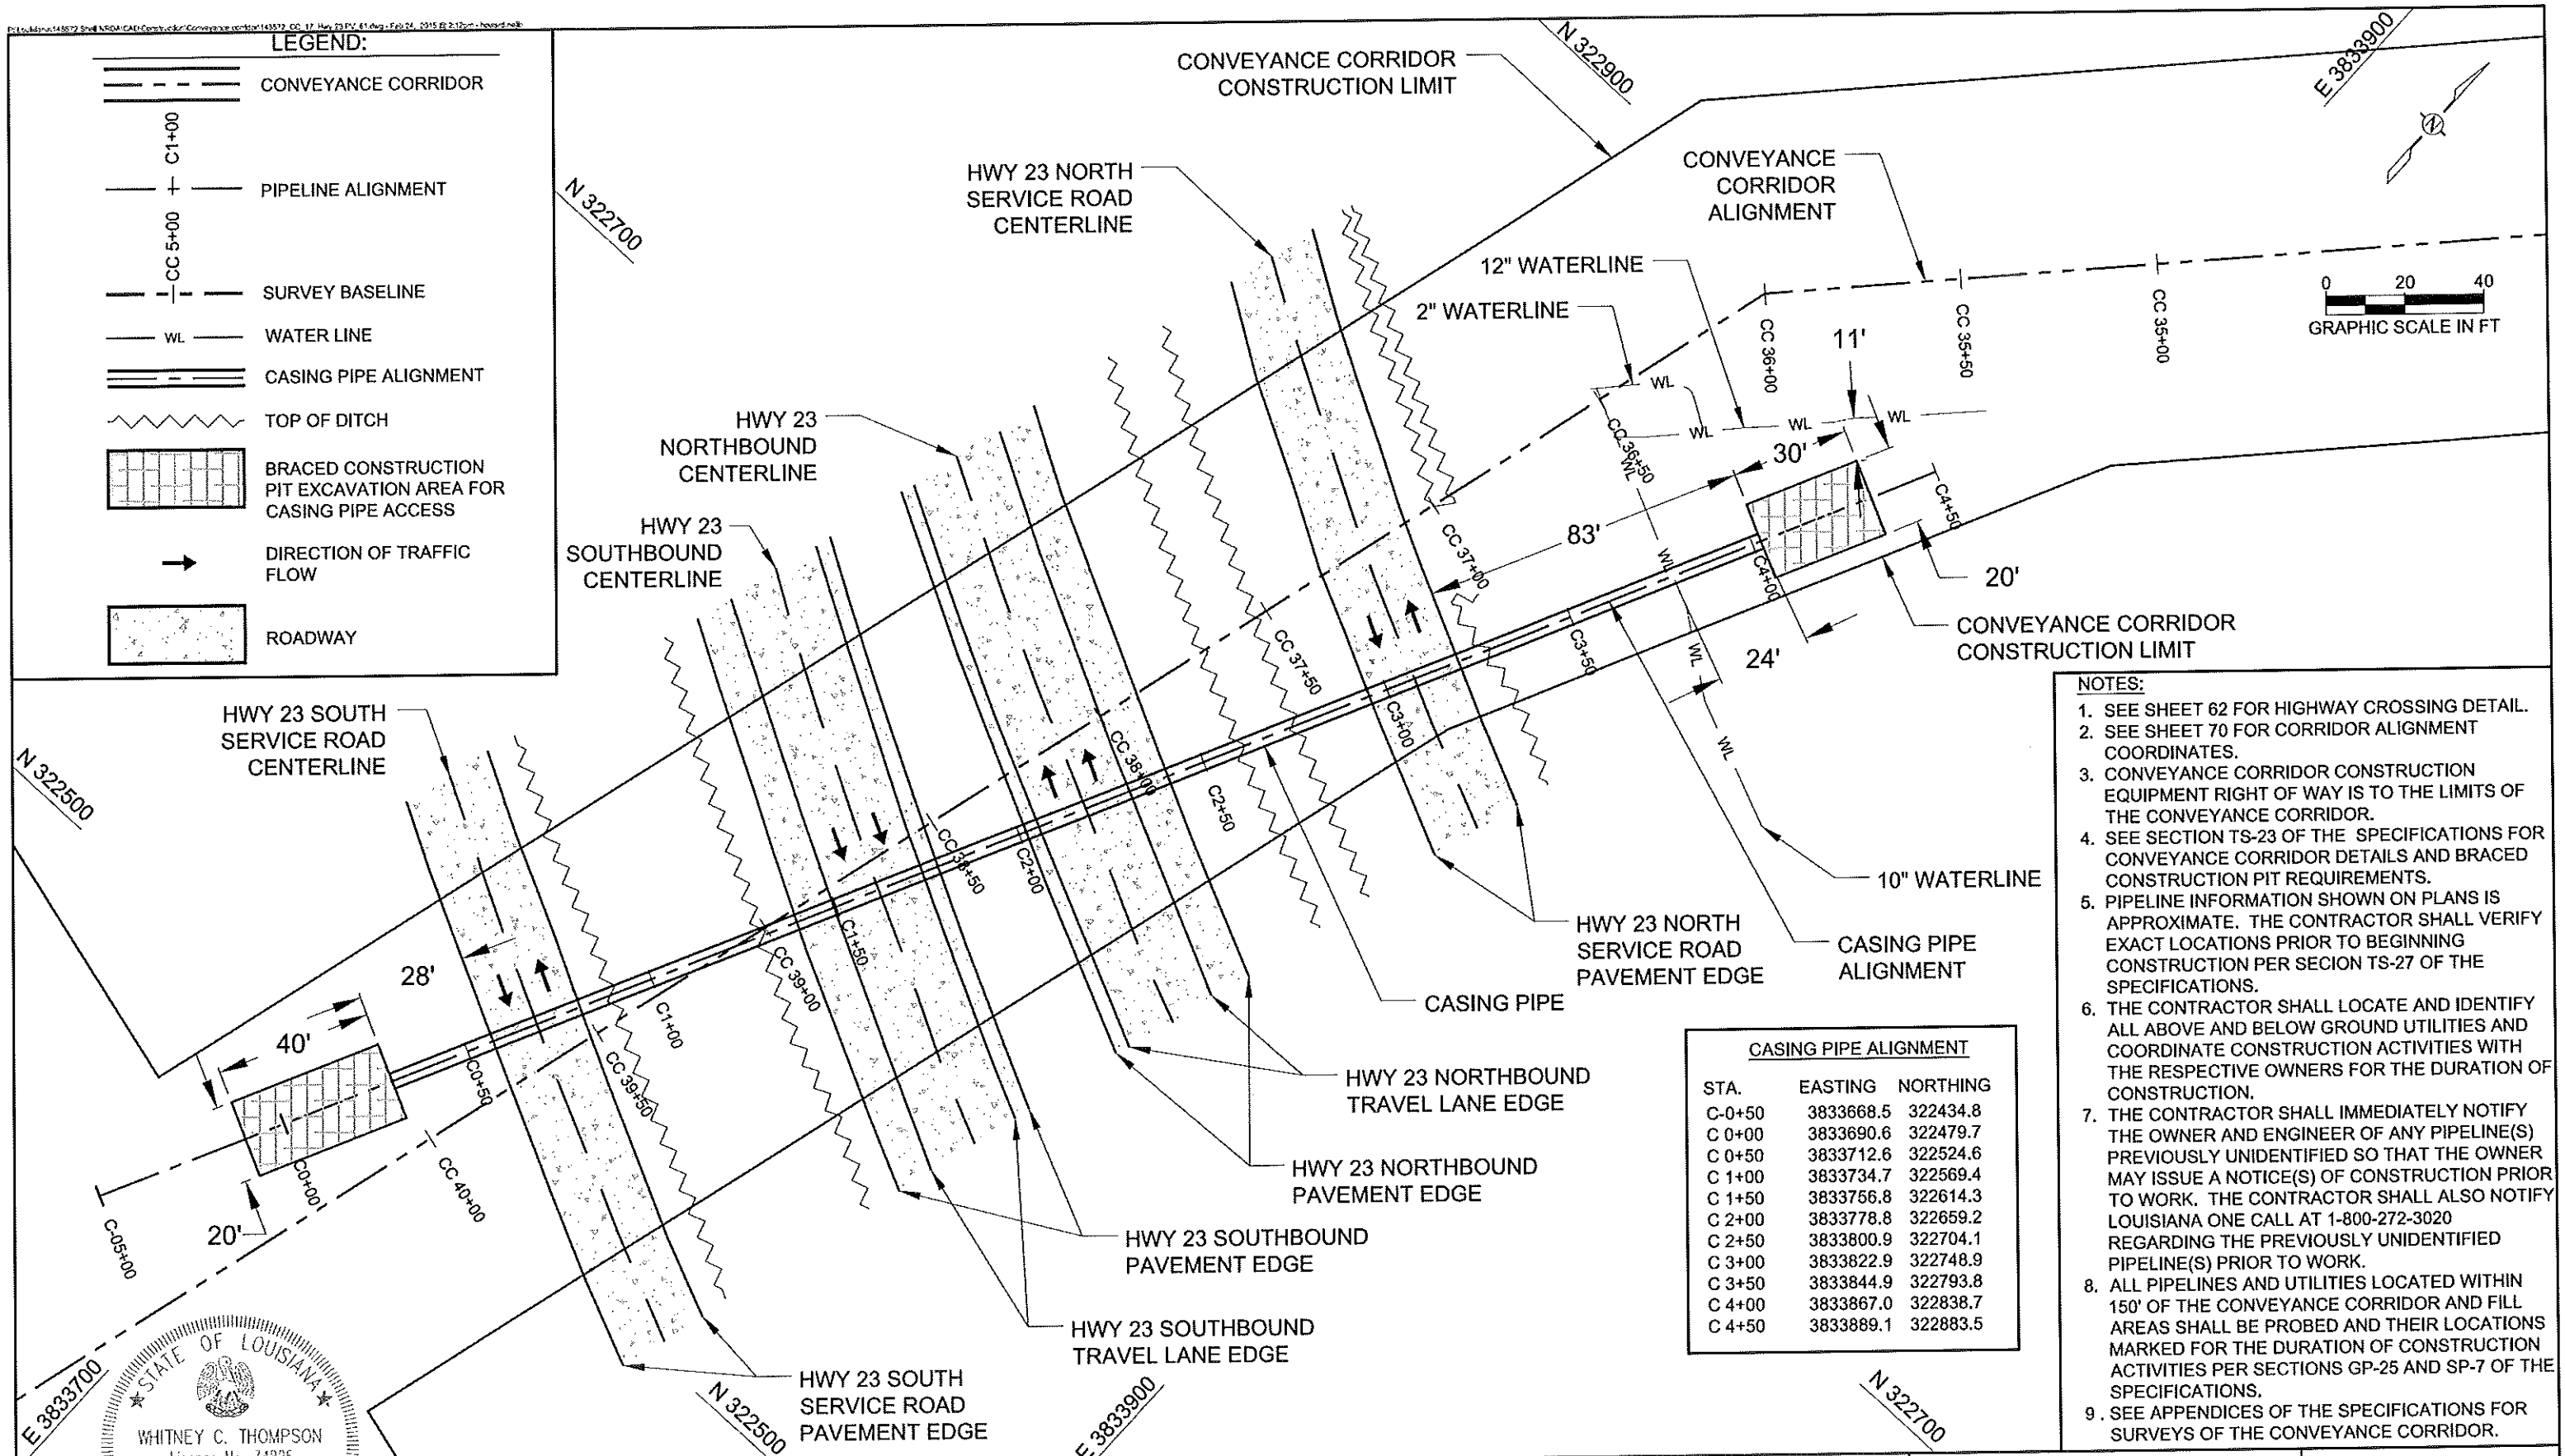 LEGEND:
CONVEYANCE CORRIDOR
C1+00
PIPELINE ALIGNMENT
CC 5+00
SURVEY BASELINE
WL
WATER LINE
CASING PIPE ALIGNMENT
TOP OF DITCH
BRACED CONSTRUCTION
PIT EXCAVATION AREA FOR
CASING PIPE ACCESS
DIRECTION OF TRAFFIC
FLOW
ROADWAY
CONVEYANCE CORRIDOR
CONSTRUCTION LIMIT
N 322900
E 3833900
N
N 322700
HWY 23 NORTH
SERVICE ROAD
CENTERLINE
CONVEYANCE
CORRIDOR
ALIGNMENT
12" WATERLINE
2" WATERLINE
0 20 40
GRAPHIC SCALE IN FT
CC 36+00
CC 35+50
CC 35+00
11'
WL
WL
WL
WL
CC 36+50
WL
30'
HWY 23
NORTHBOUND
CENTERLINE
HWY 23
SOUTHBOUND
CENTERLINE
83'
C4+50
CC 37+00
WL
C4+00
20'
CONVEYANCE CORRIDOR
CONSTRUCTION LIMIT
CC 37+50
C3+50
WL
24'
HWY 23 SOUTH
SERVICE ROAD
CENTERLINE
C3+00
CC 38+00
WL
C2+50
N 322500
CC 38+50
C2+00
10" WATERLINE
HWY 23 NORTH
SERVICE ROAD
PAVEMENT EDGE
CASING PIPE
ALIGNMENT
C1+50
CC 39+00
28'
C1+00
CASING PIPE
40'
C0+50
CC 39+50
HWY 23 NORTHBOUND
TRAVEL LANE EDGE
C0+00
CC 40+00
HWY 23 NORTHBOUND
PAVEMENT EDGE
C-05+00
20'
HWY 23 SOUTHBOUND
PAVEMENT EDGE
HWY 23 SOUTHBOUND
TRAVEL LANE EDGE
HWY 23 SOUTH
SERVICE ROAD
PAVEMENT EDGE
E 3833700
N 322500
E 3833900
N 322700
STATE OF LOUISIANA
WHITNEY C. THOMPSON
CASING PIPE ALIGNMENT
STA. EASTING NORTHING
C-0+50 3833668.5 322434.8
C 0+00 3833690.6 322479.7
C 0+50 3833712.6 322524.6
C 1+00 3833734.7 322569.4
C 1+50 3833756.8 322614.3
C 2+00 3833778.8 322659.2
C 2+50 3833800.9 322704.1
C 3+00 3833822.9 322748.9
C 3+50 3833844.9 322793.8
C 4+00 3833867.0 322838.7
C 4+50 3833889.1 322883.5
NOTES:
1. SEE SHEET 62 FOR HIGHWAY CROSSING DETAIL.
2. SEE SHEET 70 FOR CORRIDOR ALIGNMENT
COORDINATES.
3. CONVEYANCE CORRIDOR CONSTRUCTION
EQUIPMENT RIGHT OF WAY IS TO THE LIMITS OF
THE CONVEYANCE CORRIDOR.
4. SEE SECTION TS-23 OF THE SPECIFICATIONS FOR
CONVEYANCE CORRIDOR DETAILS AND BRACED
CONSTRUCTION PIT REQUIREMENTS.
5. PIPELINE INFORMATION SHOWN ON PLANS IS
APPROXIMATE. THE CONTRACTOR SHALL VERIFY
EXACT LOCATIONS PRIOR TO BEGINNING
CONSTRUCTION PER SECION TS-27 OF THE
SPECIFICATIONS.
6. THE CONTRACTOR SHALL LOCATE AND IDENTIFY
ALL ABOVE AND BELOW GROUND UTILITIES AND
COORDINATE CONSTRUCTION ACTIVITIES WITH
THE RESPECTIVE OWNERS FOR THE DURATION OF
CONSTRUCTION.
7. THE CONTRACTOR SHALL IMMEDIATELY NOTIFY
THE OWNER AND ENGINEER OF ANY PIPELINE(S)
PREVIOUSLY UNIDENTIFIED SO THAT THE OWNER
MAY ISSUE A NOTICE(S) OF CONSTRUCTION PRIOR
TO WORK. THE CONTRACTOR SHALL ALSO NOTIFY
LOUISIANA ONE CALL AT 1-800-272-3020
REGARDING THE PREVIOUSLY UNIDENTIFIED
PIPELINE(S) PRIOR TO WORK.
8. ALL PIPELINES AND UTILITIES LOCATED WITHIN
150' OF THE CONVEYANCE CORRIDOR AND FILL
AREAS SHALL BE PROBED AND THEIR LOCATIONS
MARKED FOR THE DURATION OF CONSTRUCTION
ACTIVITIES PER SECTIONS GP-25 AND SP-7 OF THE
SPECIFICATIONS.
9 . SEE APPENDICES OF THE SPECIFICATIONS FOR
SURVEYS OF THE CONVEYANCE CORRIDOR.